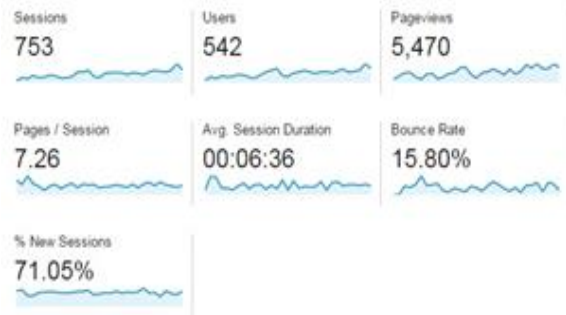 Sessions
753
Users
542
Pageviews
5,470
Pages / Session
7.26
Avg. Session Duration
00:06:36
Bounce Rate
15.80%
% New Sessions
71.05%